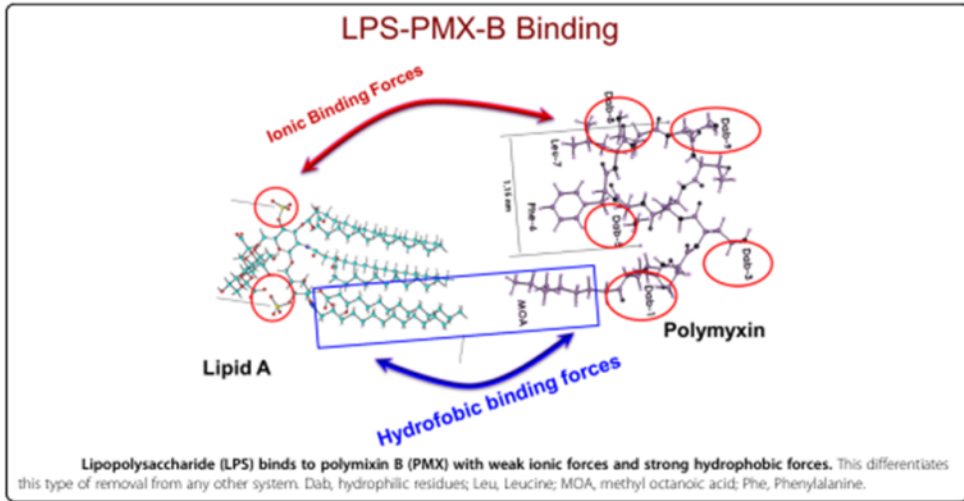 LPS-PMX-B Binding
Ionic Binding Forces
Dab-8
Dab-9
Leu-7
1,16 nm
Phe-6
Dab-5
Dab-3
Dab-1
MOA
Polymyxin
Lipid A
Hydrofobic binding forces
Lipopolysaccharide (LPS) binds to polymixin B (PMX) with weak ionic forces and strong hydrophobic forces. This differentiates
this type of removal from any other system. Dab, hydrophilic residues; Leu, Leucine; MOA, methyl octanoic acid; Phe, Phenylalanine.